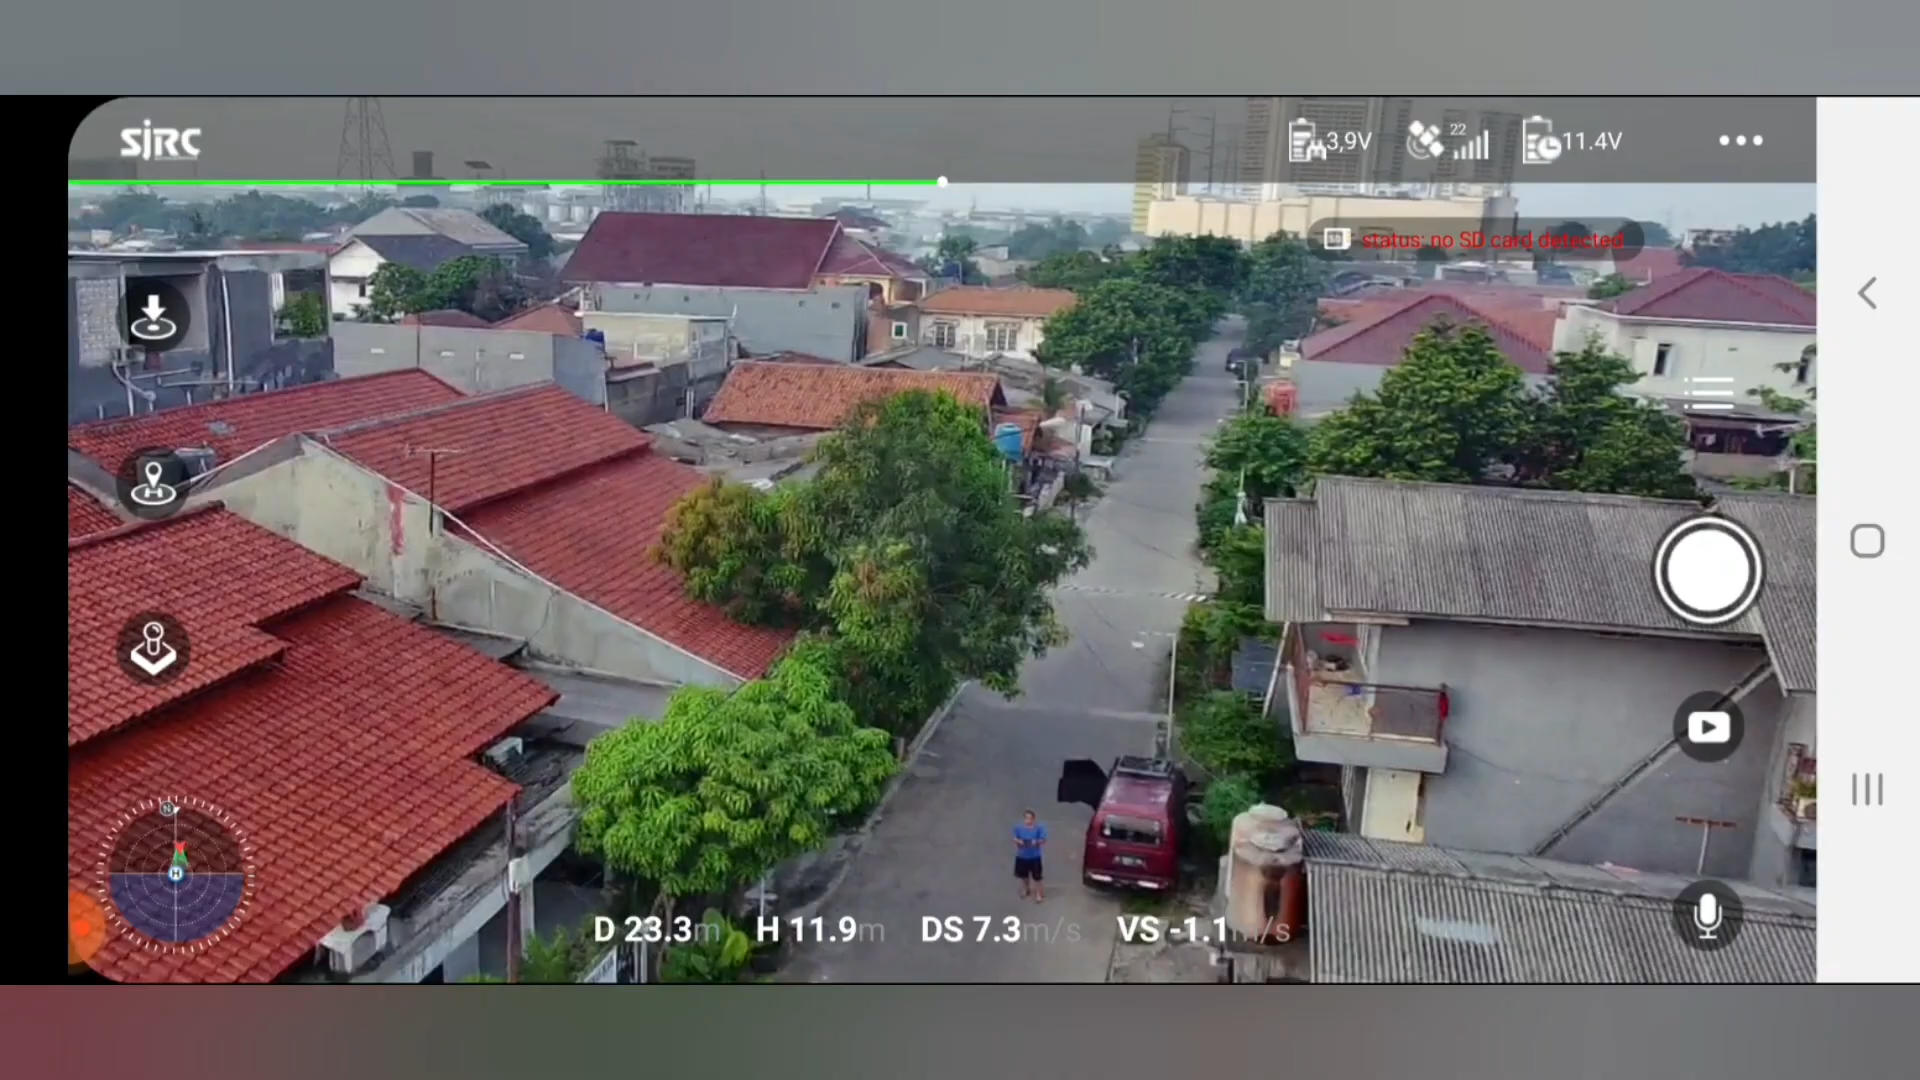 SJRC
3,9V
22
11.4V
SD status: no SD card detected
N
H
H
D 23.3m H 11.9m DS 7.3m/s VS -1.1m/s